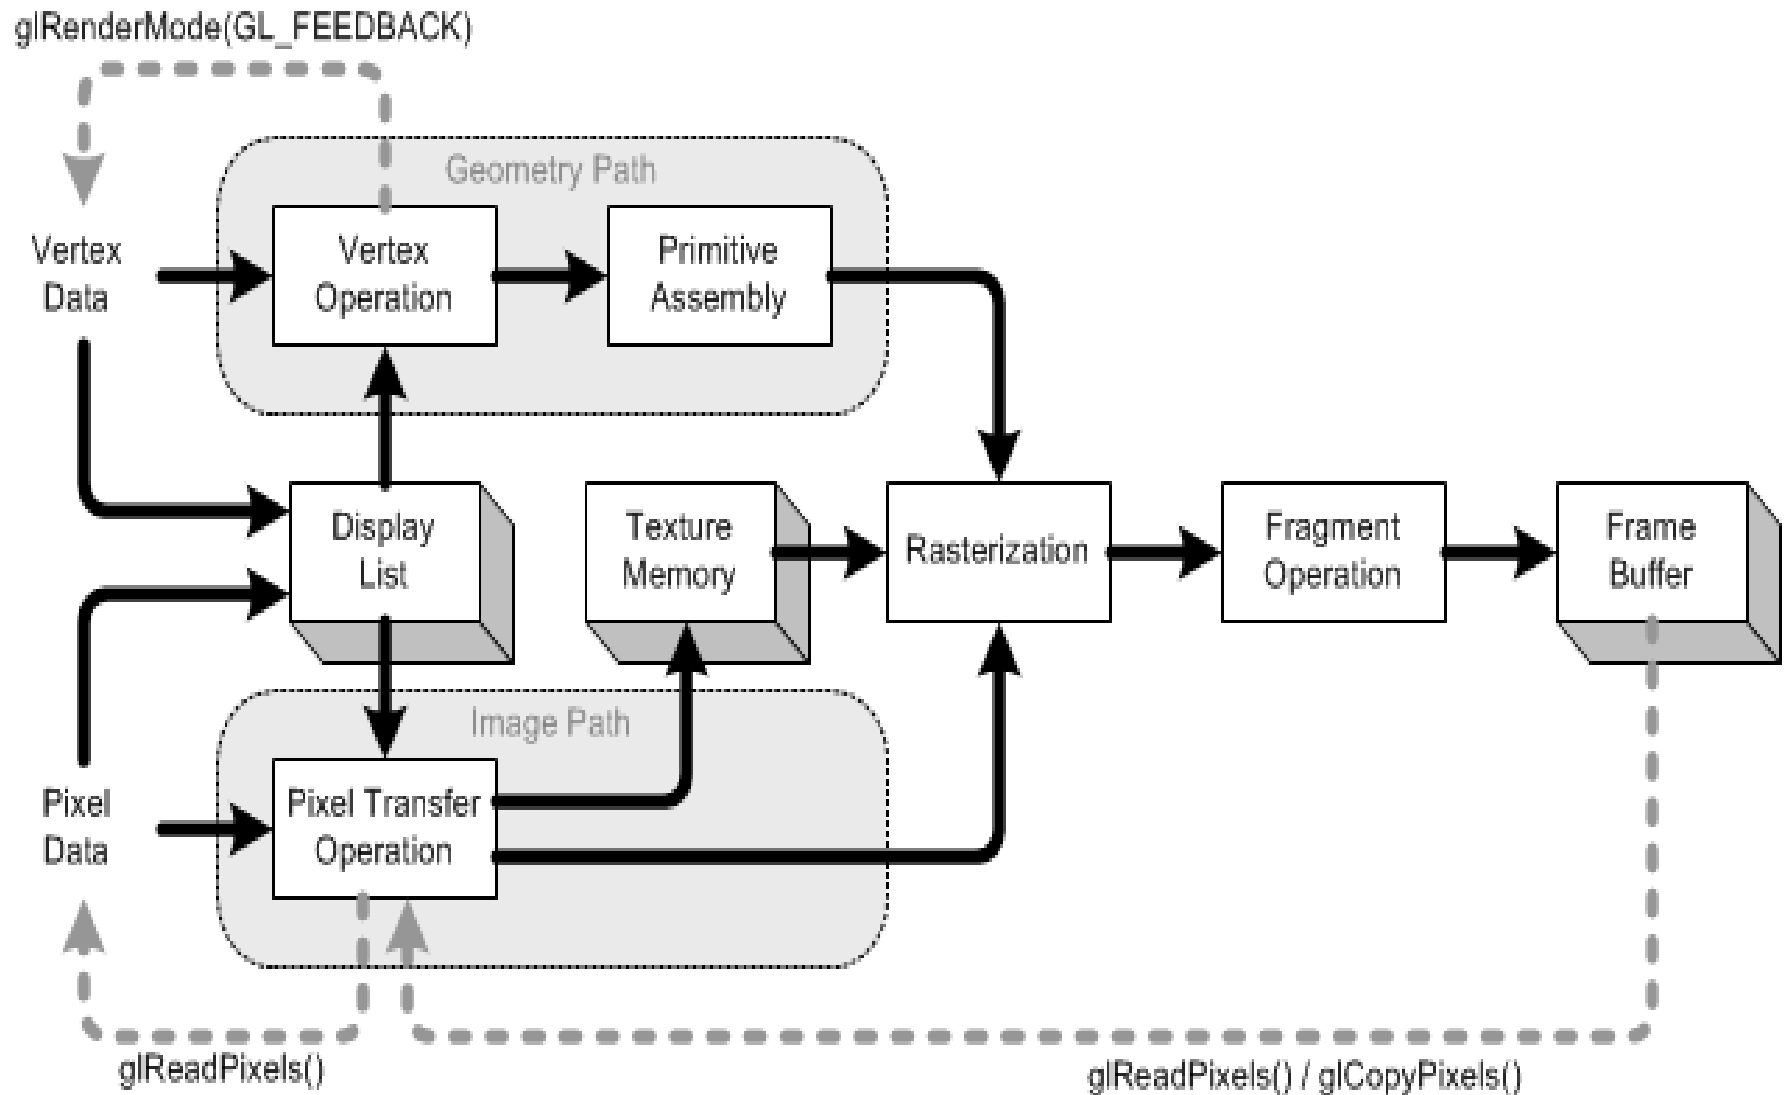 glRenderMode(GL_FEEDBACK)
Geometry Path
Vertex
Data
Vertex
Operation
Primitive
Assembly
Display
List
Texture
Memory
Rasterization
Fragment
Operation
Frame
Buffer
Image Path
Pixel
Data
Pixel Transfer
Operation
glReadPixels()
glReadPixels() / glCopyPixels()